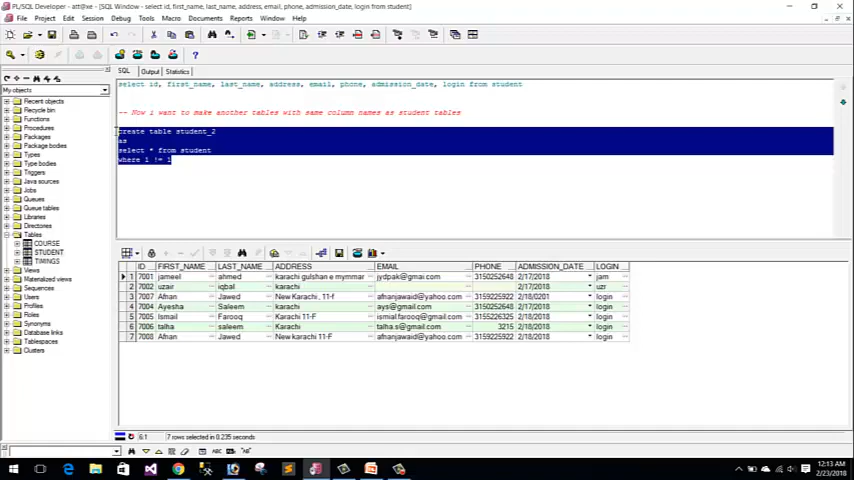 PL/SQL Developer - att@xe - [SQL Window - select id, first_name, last_name, address, email, phone, admission_date, login from student]
File Project Edit Session Debug Tools Macro Documents Reports Window Help
SQL Output Statistics
My objects
Recent objects
Recycle bin
Functions
Procedures
Packages
Package bodies
Types
Type bodies
Triggers
Java sources
Jobs
Queues
Queue tables
Libraries
Directories
Tables
COURSE
STUDENT
TIMINGS
Views
Materialized views
Sequences
Users
Profiles
Roles
Synonyms
Database links
Tablespaces
Clusters
select id, first_name, last_name, address, email, phone, admission_date, login from student
-- Now i want to make another tables with same column names as student tables
create table student_2
as
select * from student
where 1 != 1
ID FIRST_NAME LAST_NAME ADDRESS EMAIL PHONE ADMISSION_DATE LOGIN
1 7001 jameel ahmed karachi gulshan e mymmar jydpak@gmai.com 3150252648 2/17/2018 jam
2 7002 uzair iqbal karachi 2/17/2018 uzr
3 7007 Afnan Jawed New Karachi , 11-f afnanjawaid@yahoo.com 3159225922 2/18/0201 login
4 7004 Ayesha Saleem karachi ays@gmail.com 3150252648 2/18/2018 login
5 7005 Ismail Farooq Karachi 11-F ismial.farooq@gmail.com 3155226325 2/18/2018 login
6 7006 talha saleem Karachi talha.s@gmail.com 3215 2/18/2018 login
7 7008 Afnan Jawed New karachi 11-F afnanjawaid@yahoo.com 3159225922 2/18/2018 login
6:1 7 rows selected in 0.235 seconds
12:13 AM
2/23/2018